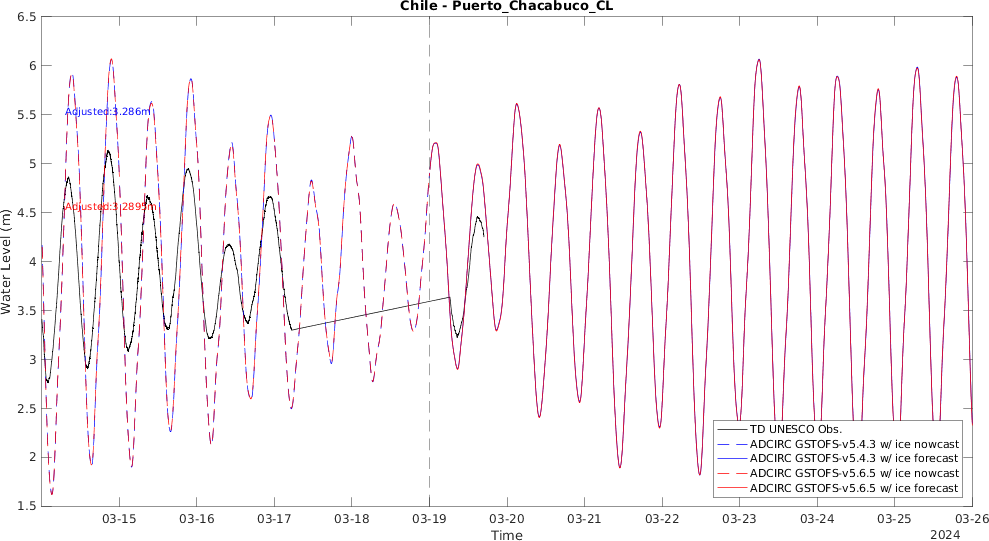 Chile - Puerto_Chacabuco_CL
6.5
6
5.5
5
4.5
4
3.5
3
2.5
2
1.5
Water Level (m)
Adjusted:3.286m
Adjusted:3.2895m
TD UNESCO Obs.
ADCIRC GSTOFS-v5.4.3 w/ ice nowcast
ADCIRC GSTOFS-v5.4.3 w/ ice forecast
ADCIRC GSTOFS-v5.6.5 w/ ice nowcast
ADCIRC GSTOFS-v5.6.5 w/ ice forecast
03-15 03-16 03-17 03-18 03-19 03-20 03-21 03-22 03-23 03-24 03-25 03-26
Time
2024